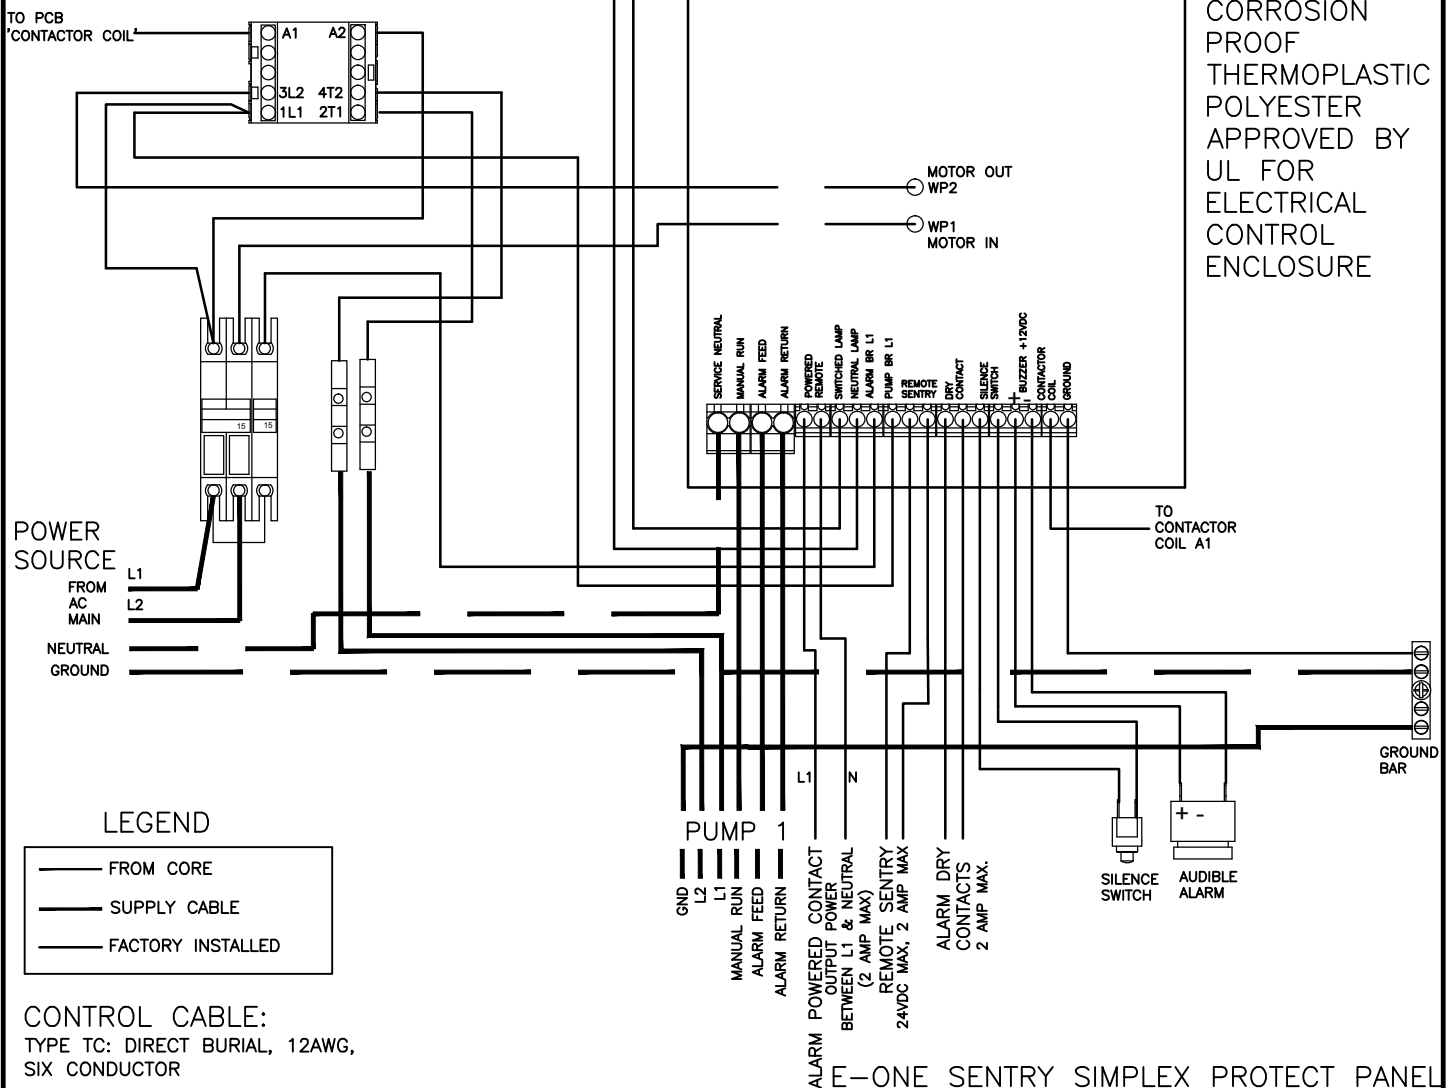 TO PCB
'CONTACTOR COIL'
A1 A2
3L2 4T2
1L1 2T1
CORROSION
PROOF
THERMOPLASTIC
POLYESTER
APPROVED BY
UL FOR
ELECTRICAL
CONTROL
ENCLOSURE
MOTOR OUT
WP2
WP1
MOTOR IN
SERVICE NEUTRAL
MANUAL RUN
ALARM FEED
ALARM RETURN
POWERED
REMOTE
SWITCHED LAMP
NEUTRAL LAMP
ALARM BR L1
PUMP BR L1
REMOTE
SENTRY
DRY
CONTACT
SILENCE
SWITCH
+ BUZZER +12VDC
-
CONTACTOR
COIL
GROUND
15 15
TO
CONTACTOR
COIL A1
POWER
SOURCE
FROM
AC
MAIN
L1
L2
NEUTRAL
GROUND
GROUND
BAR
L1 N
PUMP 1
GND
L2
L1
MANUAL RUN
ALARM FEED
ALARM RETURN
ALARM POWERED CONTACT
OUTPUT POWER
BETWEEN L1 & NEUTRAL
(2 AMP MAX)
REMOTE SENTRY
24VDC MAX, 2 AMP MAX
ALARM DRY
CONTACTS
2 AMP MAX.
SILENCE
SWITCH
+ -
AUDIBLE
ALARM
LEGEND
FROM CORE
SUPPLY CABLE
FACTORY INSTALLED
CONTROL CABLE:
TYPE TC: DIRECT BURIAL, 12AWG,
SIX CONDUCTOR
E-ONE SENTRY SIMPLEX PROTECT PANEL